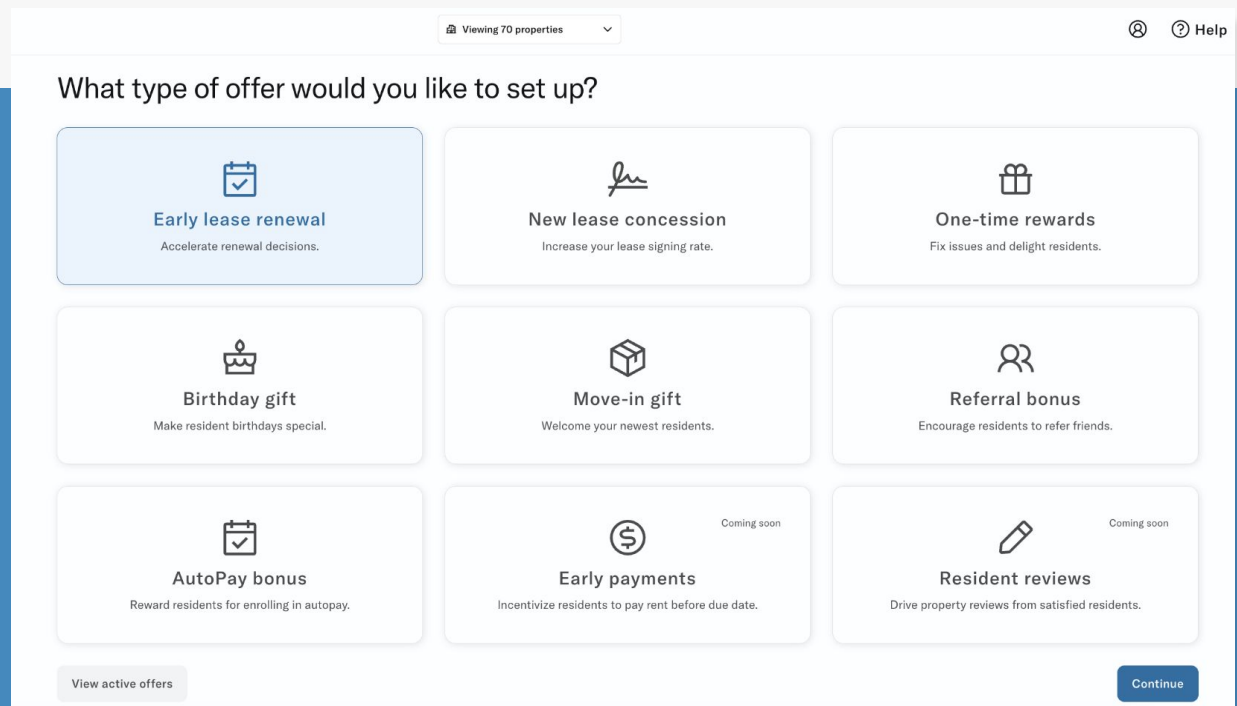 Viewing 70 properties
Help
What type of offer would you like to set up?
Early lease renewal
Accelerate renewal decisions.
New lease concession
Increase your lease signing rate.
One-time rewards
Fix issues and delight residents.
Birthday gift
Make resident birthdays special.
Move-in gift
Welcome your newest residents.
Referral bonus
Encourage residents to refer friends.
AutoPay bonus
Reward residents for enrolling in autopay.
Coming soon
Early payments
Incentivize residents to pay rent before due date.
Coming soon
Resident reviews
Drive property reviews from satisfied residents.
View active offers
Continue